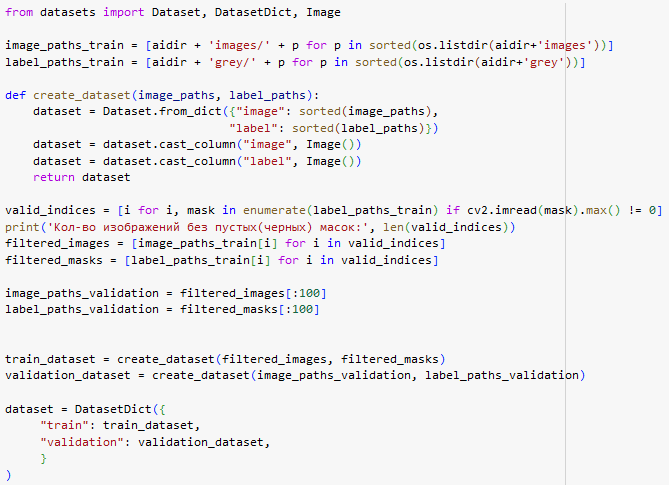 from datasets import Dataset, DatasetDict, Image
image_paths_train = [aidir + 'images/' + p for p in sorted(os.listdir(aidir+'images'))]
label_paths_train = [aidir + 'grey/' + p for p in sorted(os.listdir(aidir+'grey'))]
def create_dataset(image_paths, label_paths):
    dataset = Dataset.from_dict({"image": sorted(image_paths),
                                "label": sorted(label_paths)})
    dataset = dataset.cast_column("image", Image())
    dataset = dataset.cast_column("label", Image())
    return dataset
valid_indices = [i for i, mask in enumerate(label_paths_train) if cv2.imread(mask).max() != 0]
print('Кол-во изображений без пустых(черных) масок:', len(valid_indices))
filtered_images = [image_paths_train[i] for i in valid_indices]
filtered_masks = [label_paths_train[i] for i in valid_indices]
image_paths_validation = filtered_images[:100]
label_paths_validation = filtered_masks[:100]
train_dataset = create_dataset(filtered_images, filtered_masks)
validation_dataset = create_dataset(image_paths_validation, label_paths_validation)
dataset = DatasetDict({
     "train": train_dataset,
     "validation": validation_dataset,
     }
)